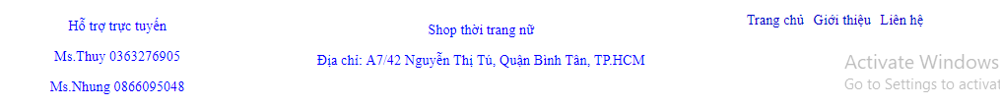 Hỗ trợ trực tuyến
Ms.Thuy 0363276905
Ms.Nhung 0866095048
Shop thời trang nữ
Địa chỉ: A7/42 Nguyễn Thị Tú, Quận Bình Tân, TP.HCM
Trang chủ Giới thiệu Liên hệ
Activate Windows
Go to Settings to activat